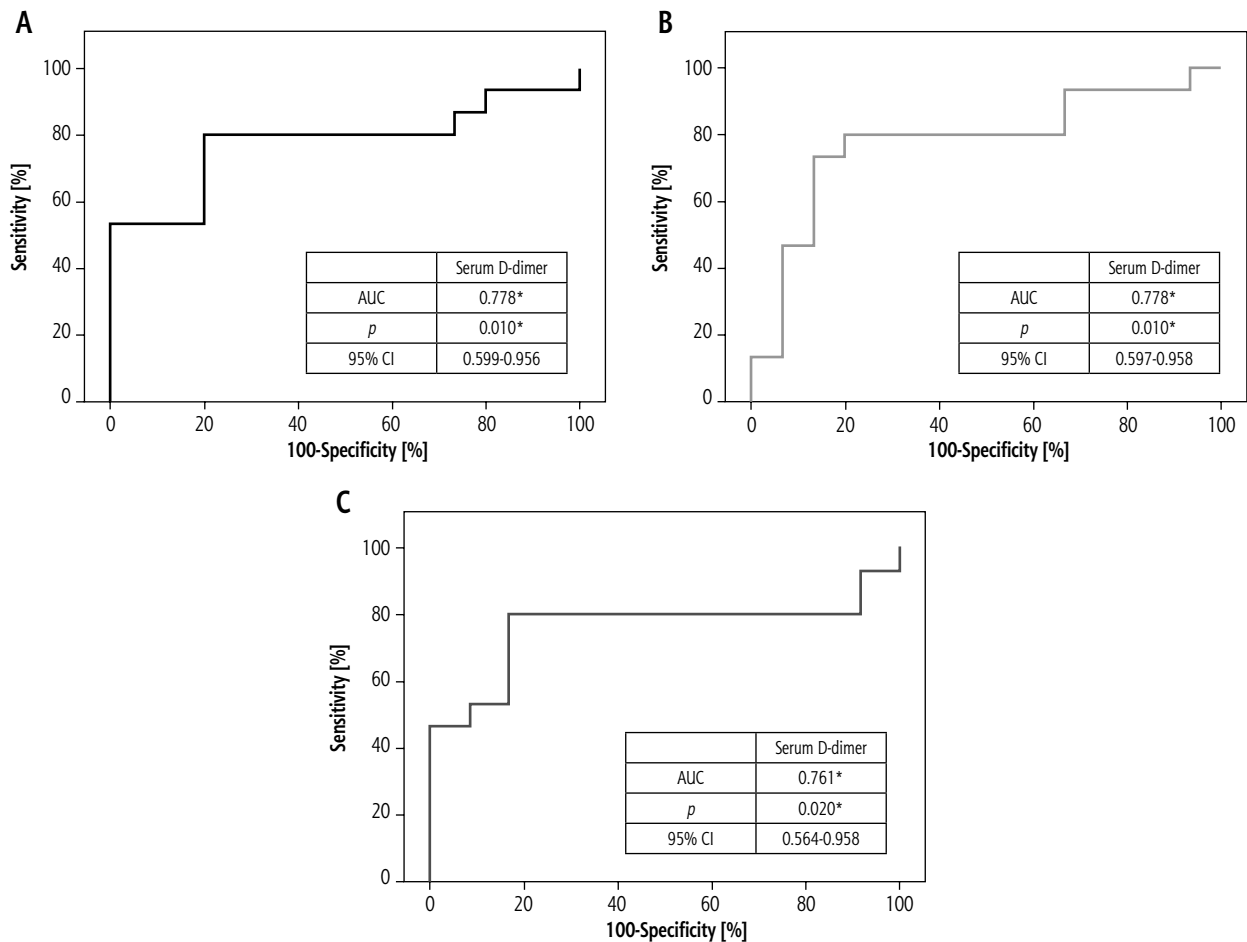 A
Sensitivity [%]
100
80
60
40
20
0
Serum D-dimer
AUC 0.778*
p 0.010*
95% CI 0.599-0.956
0 20 40 60 80 100
100-Specificity [%]
B
Sensitivity [%]
100
80
60
40
20
0
Serum D-dimer
AUC 0.778*
p 0.010*
95% CI 0.597-0.958
0 20 40 60 80 100
100-Specificity [%]
C
Sensitivity [%]
100
80
60
40
20
0
Serum D-dimer
AUC 0.761*
p 0.020*
95% CI 0.564-0.958
0 20 40 60 80 100
100-Specificity [%]